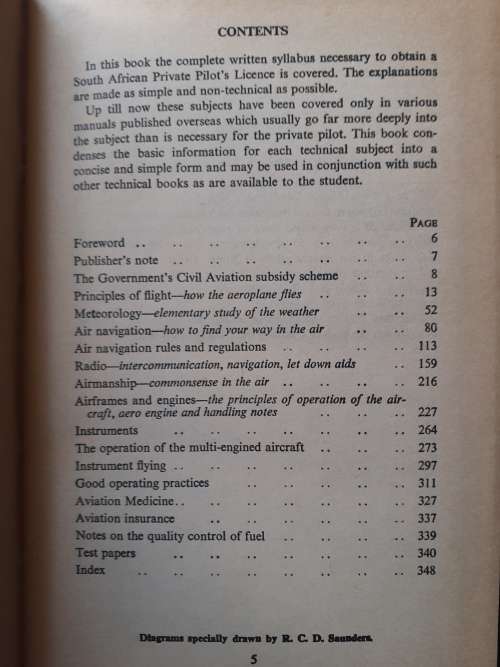 CONTENTS
In this book the complete written syllabus necessary to obtain a
South African Private Pilot's Licence is covered. The explanations
are made as simple and non-technical as possible.
Up till now these subjects have been covered only in various
manuals published overseas which usually go far more deeply into
the subject than is necessary for the private pilot. This book con-
denses the basic information for each technical subject into a
concise and simple form and may be used in conjunction with such
other technical books as are available to the student.
PAGE
Foreword .. .. .. .. .. .. .. .. 6
Publisher's note .. .. .. .. .. .. .. 7
The Government's Civil Aviation subsidy scheme .. .. 8
Principles of flight—how the aeroplane flies .. .. .. 13
Meteorology—elementary study of the weather .. .. 52
Air navigation—how to find your way in the air .. .. 80
Air navigation rules and regulations .. .. .. .. 113
Radio—intercommunication, navigation, let down aids .. 159
Airmanship—commonsense in the air .. .. .. .. 216
Airframes and engines—the principles of operation of the air-
craft, aero engine and handling notes .. .. .. 227
Instruments .. .. .. .. .. .. .. 264
The operation of the multi-engined aircraft .. .. .. 273
Instrument flying .. .. .. .. .. .. .. 297
Good operating practices .. .. .. .. .. 311
Aviation Medicine .. .. .. .. .. .. .. 327
Aviation insurance .. .. .. .. .. .. 337
Notes on the quality control of fuel .. .. .. .. 339
Test papers .. .. .. .. .. .. .. 340
Index .. .. .. .. .. .. .. .. 348
Diagrams specially drawn by R. C. D. Saunders.
5